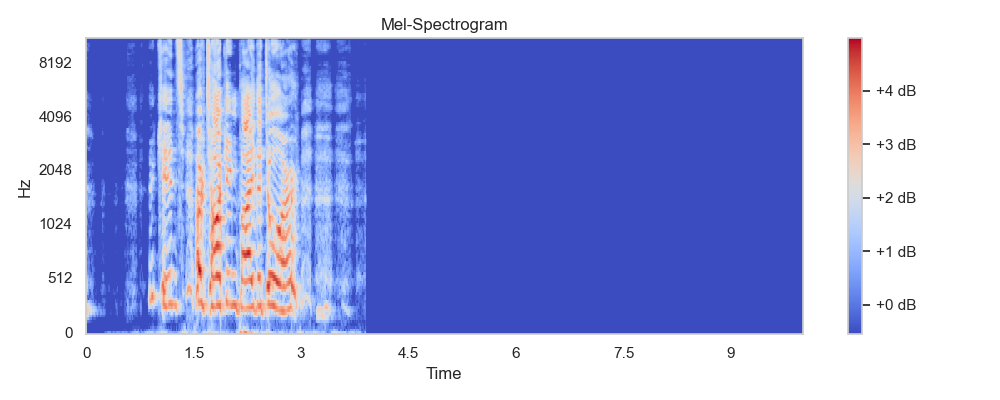 Mel-Spectrogram
Hz
8192
4096
2048
1024
512
0
0 1.5 3 4.5 6 7.5 9
Time
+4 dB
+3 dB
+2 dB
+1 dB
+0 dB